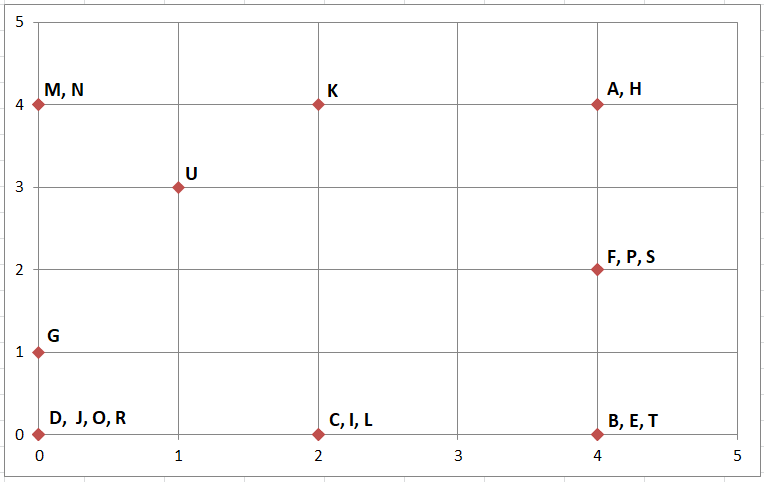 5
M, N
K
A, H
4
U
3
F, P, S
2
G
1
D,  J, O, R
C, I, L
B, E, T
0
0 1 2 3 4 5